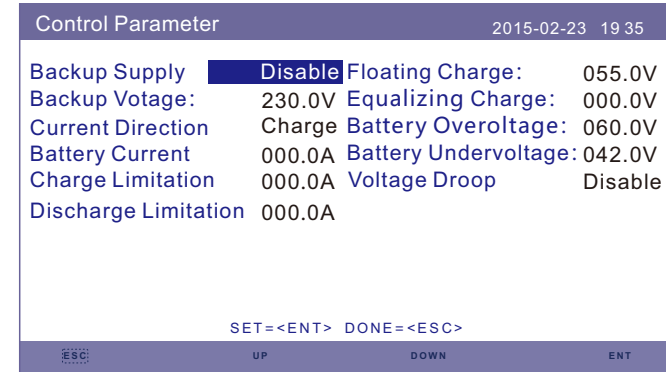 Control Parameter 2015-02-23 19 35
Backup Supply Disable Floating Charge: 055.0V
Backup Votage: 230.0V Equalizing Charge: 000.0V
Current Direction Charge Battery Overoltage: 060.0V
Battery Current 000.0A Battery Undervoltage: 042.0V
Charge Limitation 000.0A Voltage Droop Disable
Discharge Limitation 000.0A
SET=<ENT> DONE=<ESC>
ESC UP DOWN ENT